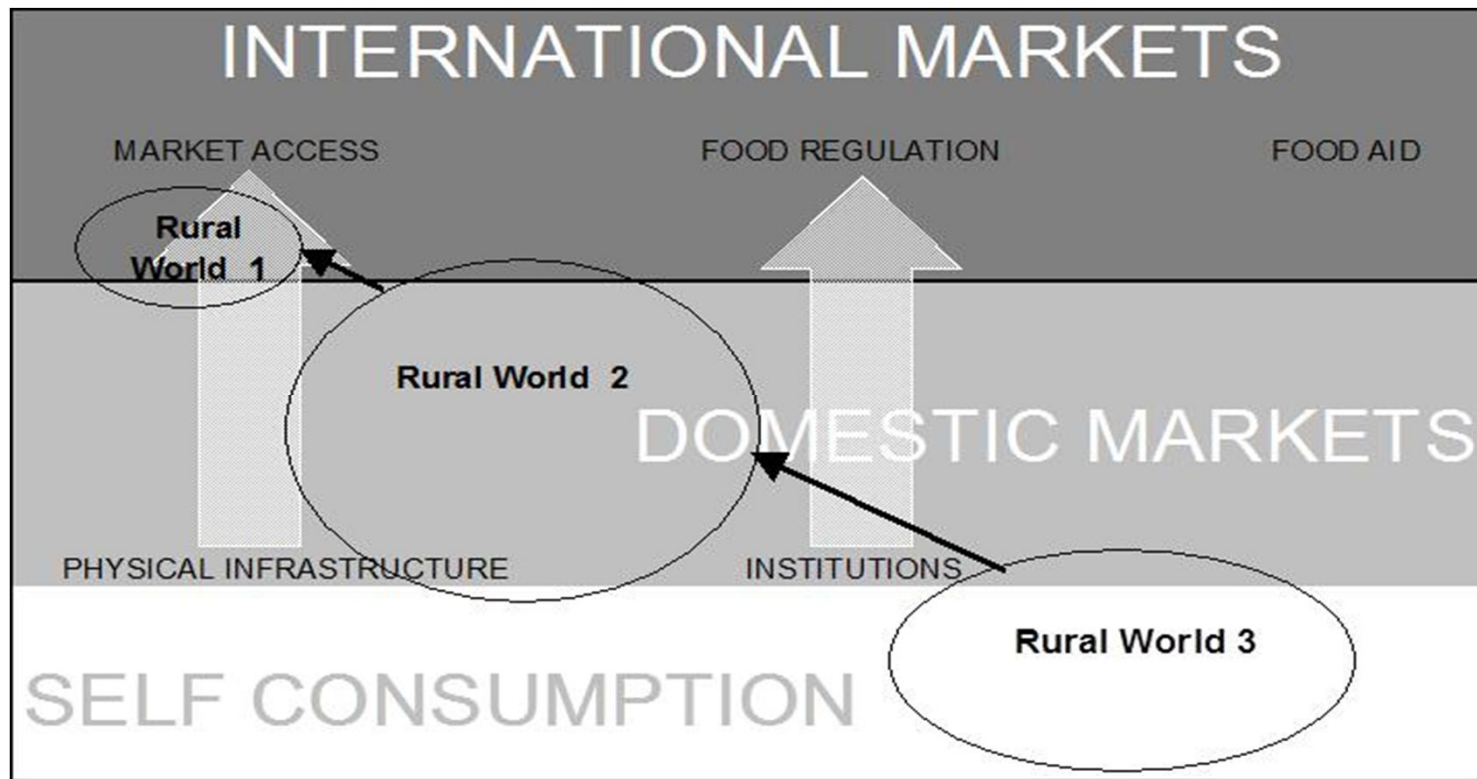 INTERNATIONAL MARKETS
MARKET ACCESS FOOD REGULATION FOOD AID
Rural
World 1
Rural World 2
DOMESTIC MARKETS
PHYSICAL INFRASTRUCTURE INSTITUTIONS
Rural World 3
SELF CONSUMPTION